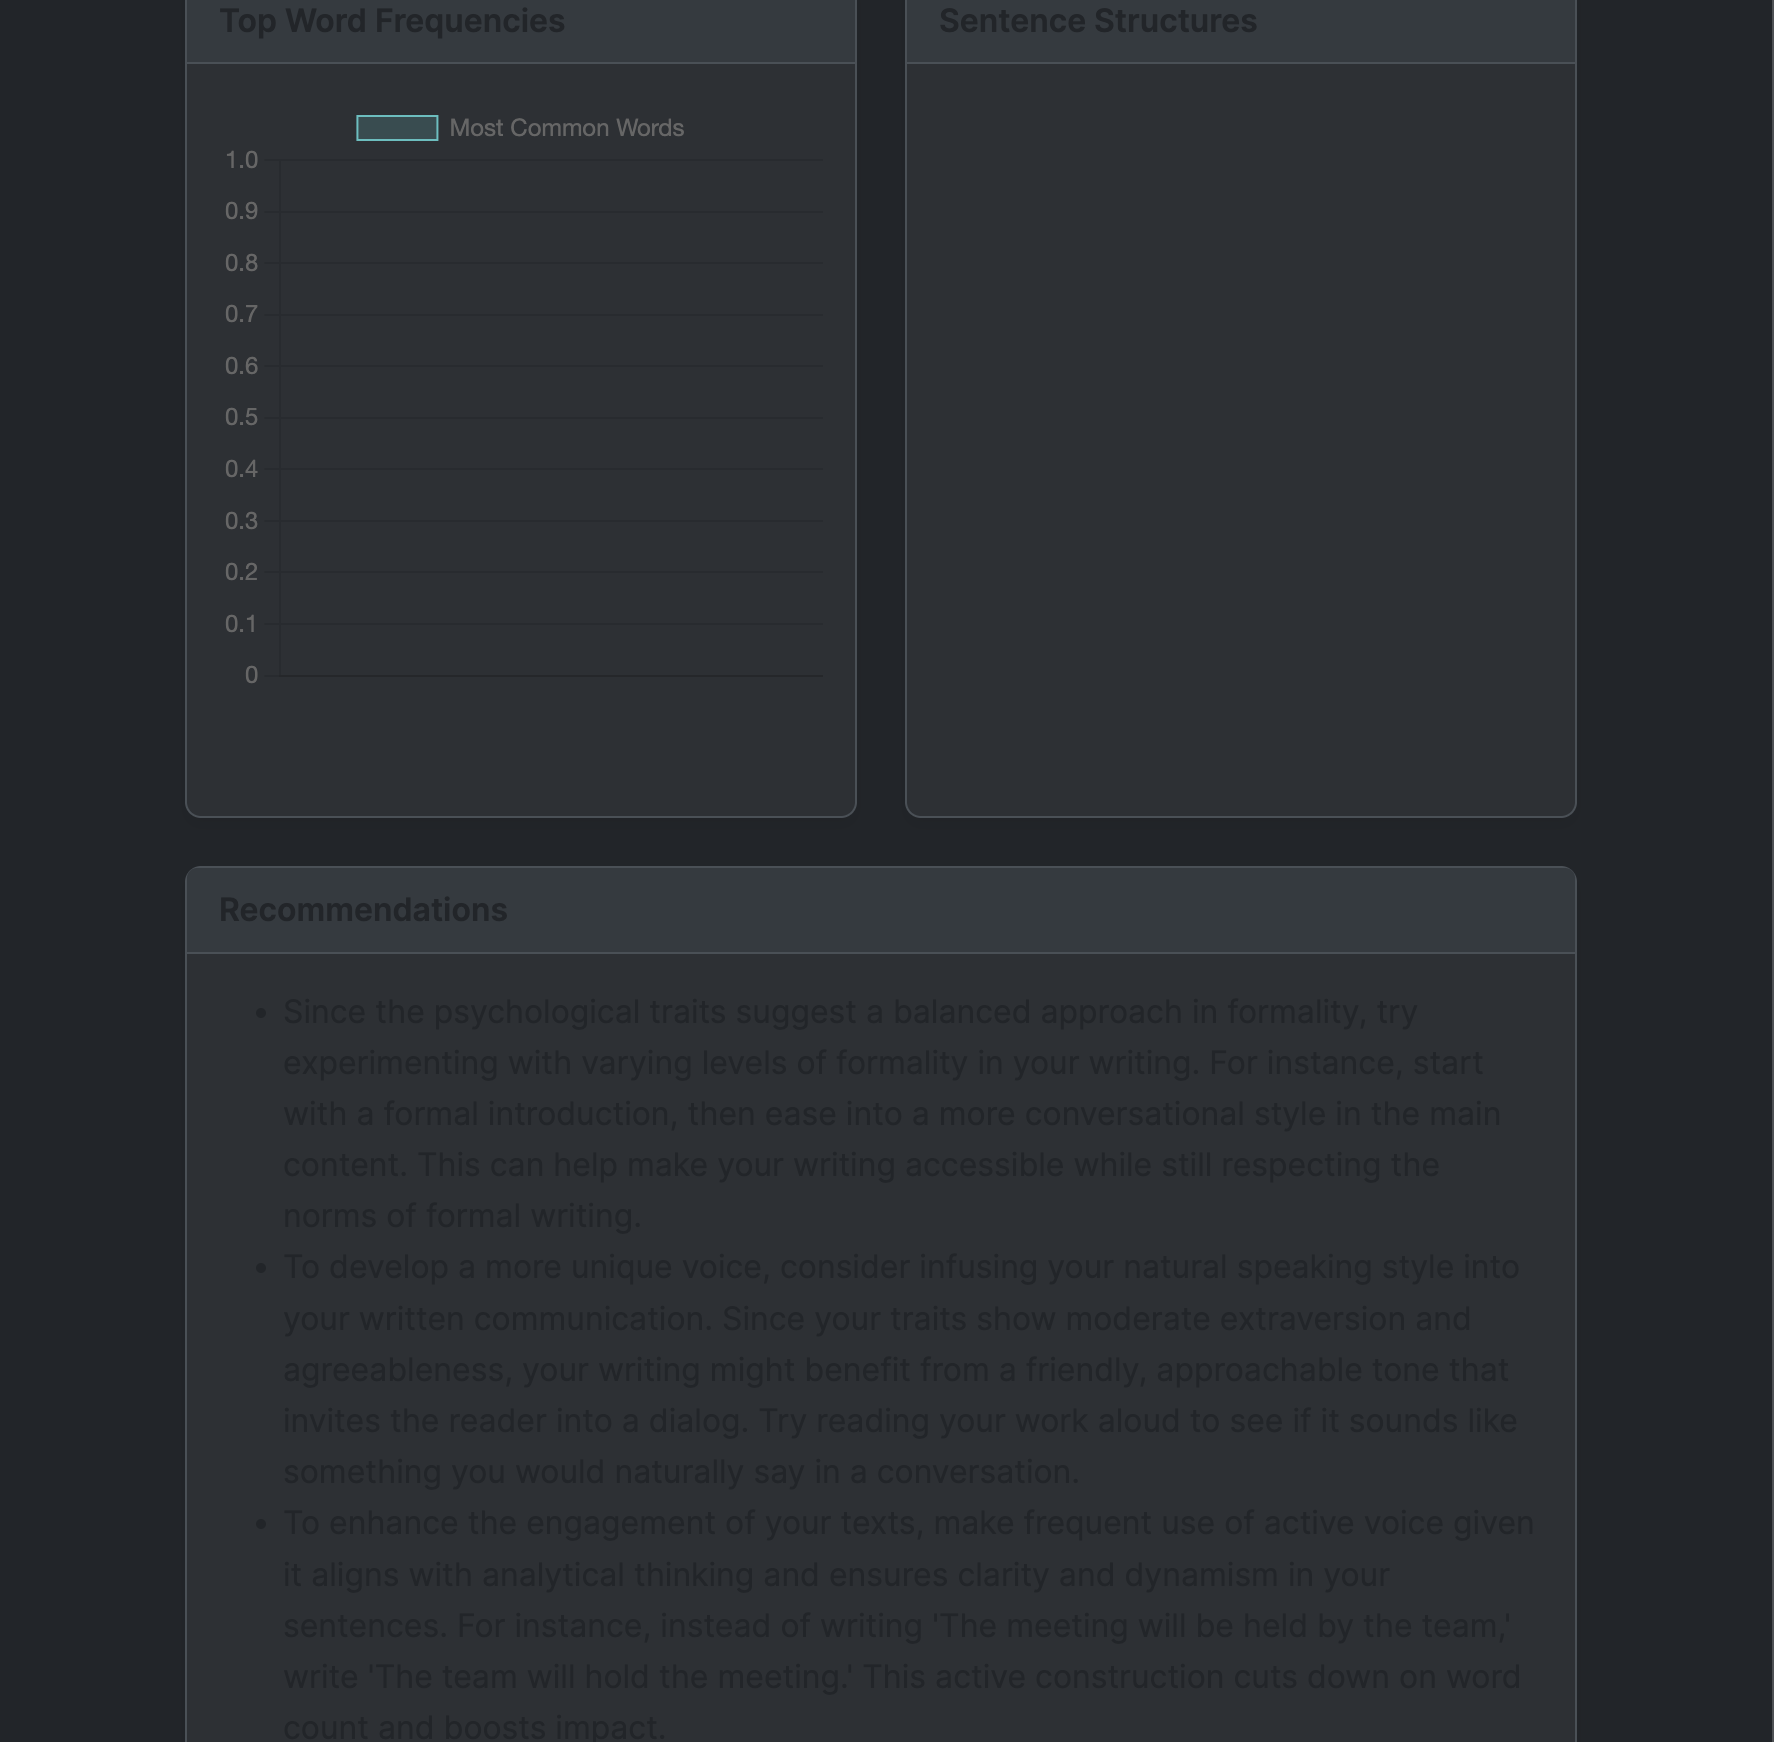 Top Word Frequencies
Sentence Structures
Most Common Words
1.0
0.9
0.8
0.7
0.6
0.5
0.4
0.3
0.2
0.1
0
Recommendations
• Since the psychological traits suggest a balanced approach in formality, try
experimenting with varying levels of formality in your writing. For instance, start
with a formal introduction, then ease into a more conversational style in the main
content. This can help make your writing accessible while still respecting the
norms of formal writing.
• To develop a more unique voice, consider infusing your natural speaking style into
your written communication. Since your traits show moderate extraversion and
agreeableness, your writing might benefit from a friendly, approachable tone that
invites the reader into a dialog. Try reading your work aloud to see if it sounds like
something you would naturally say in a conversation.
• To enhance the engagement of your texts, make frequent use of active voice given
it aligns with analytical thinking and ensures clarity and dynamism in your
sentences. For instance, instead of writing 'The meeting will be held by the team,'
write 'The team will hold the meeting.' This active construction cuts down on word
count and boosts impact.